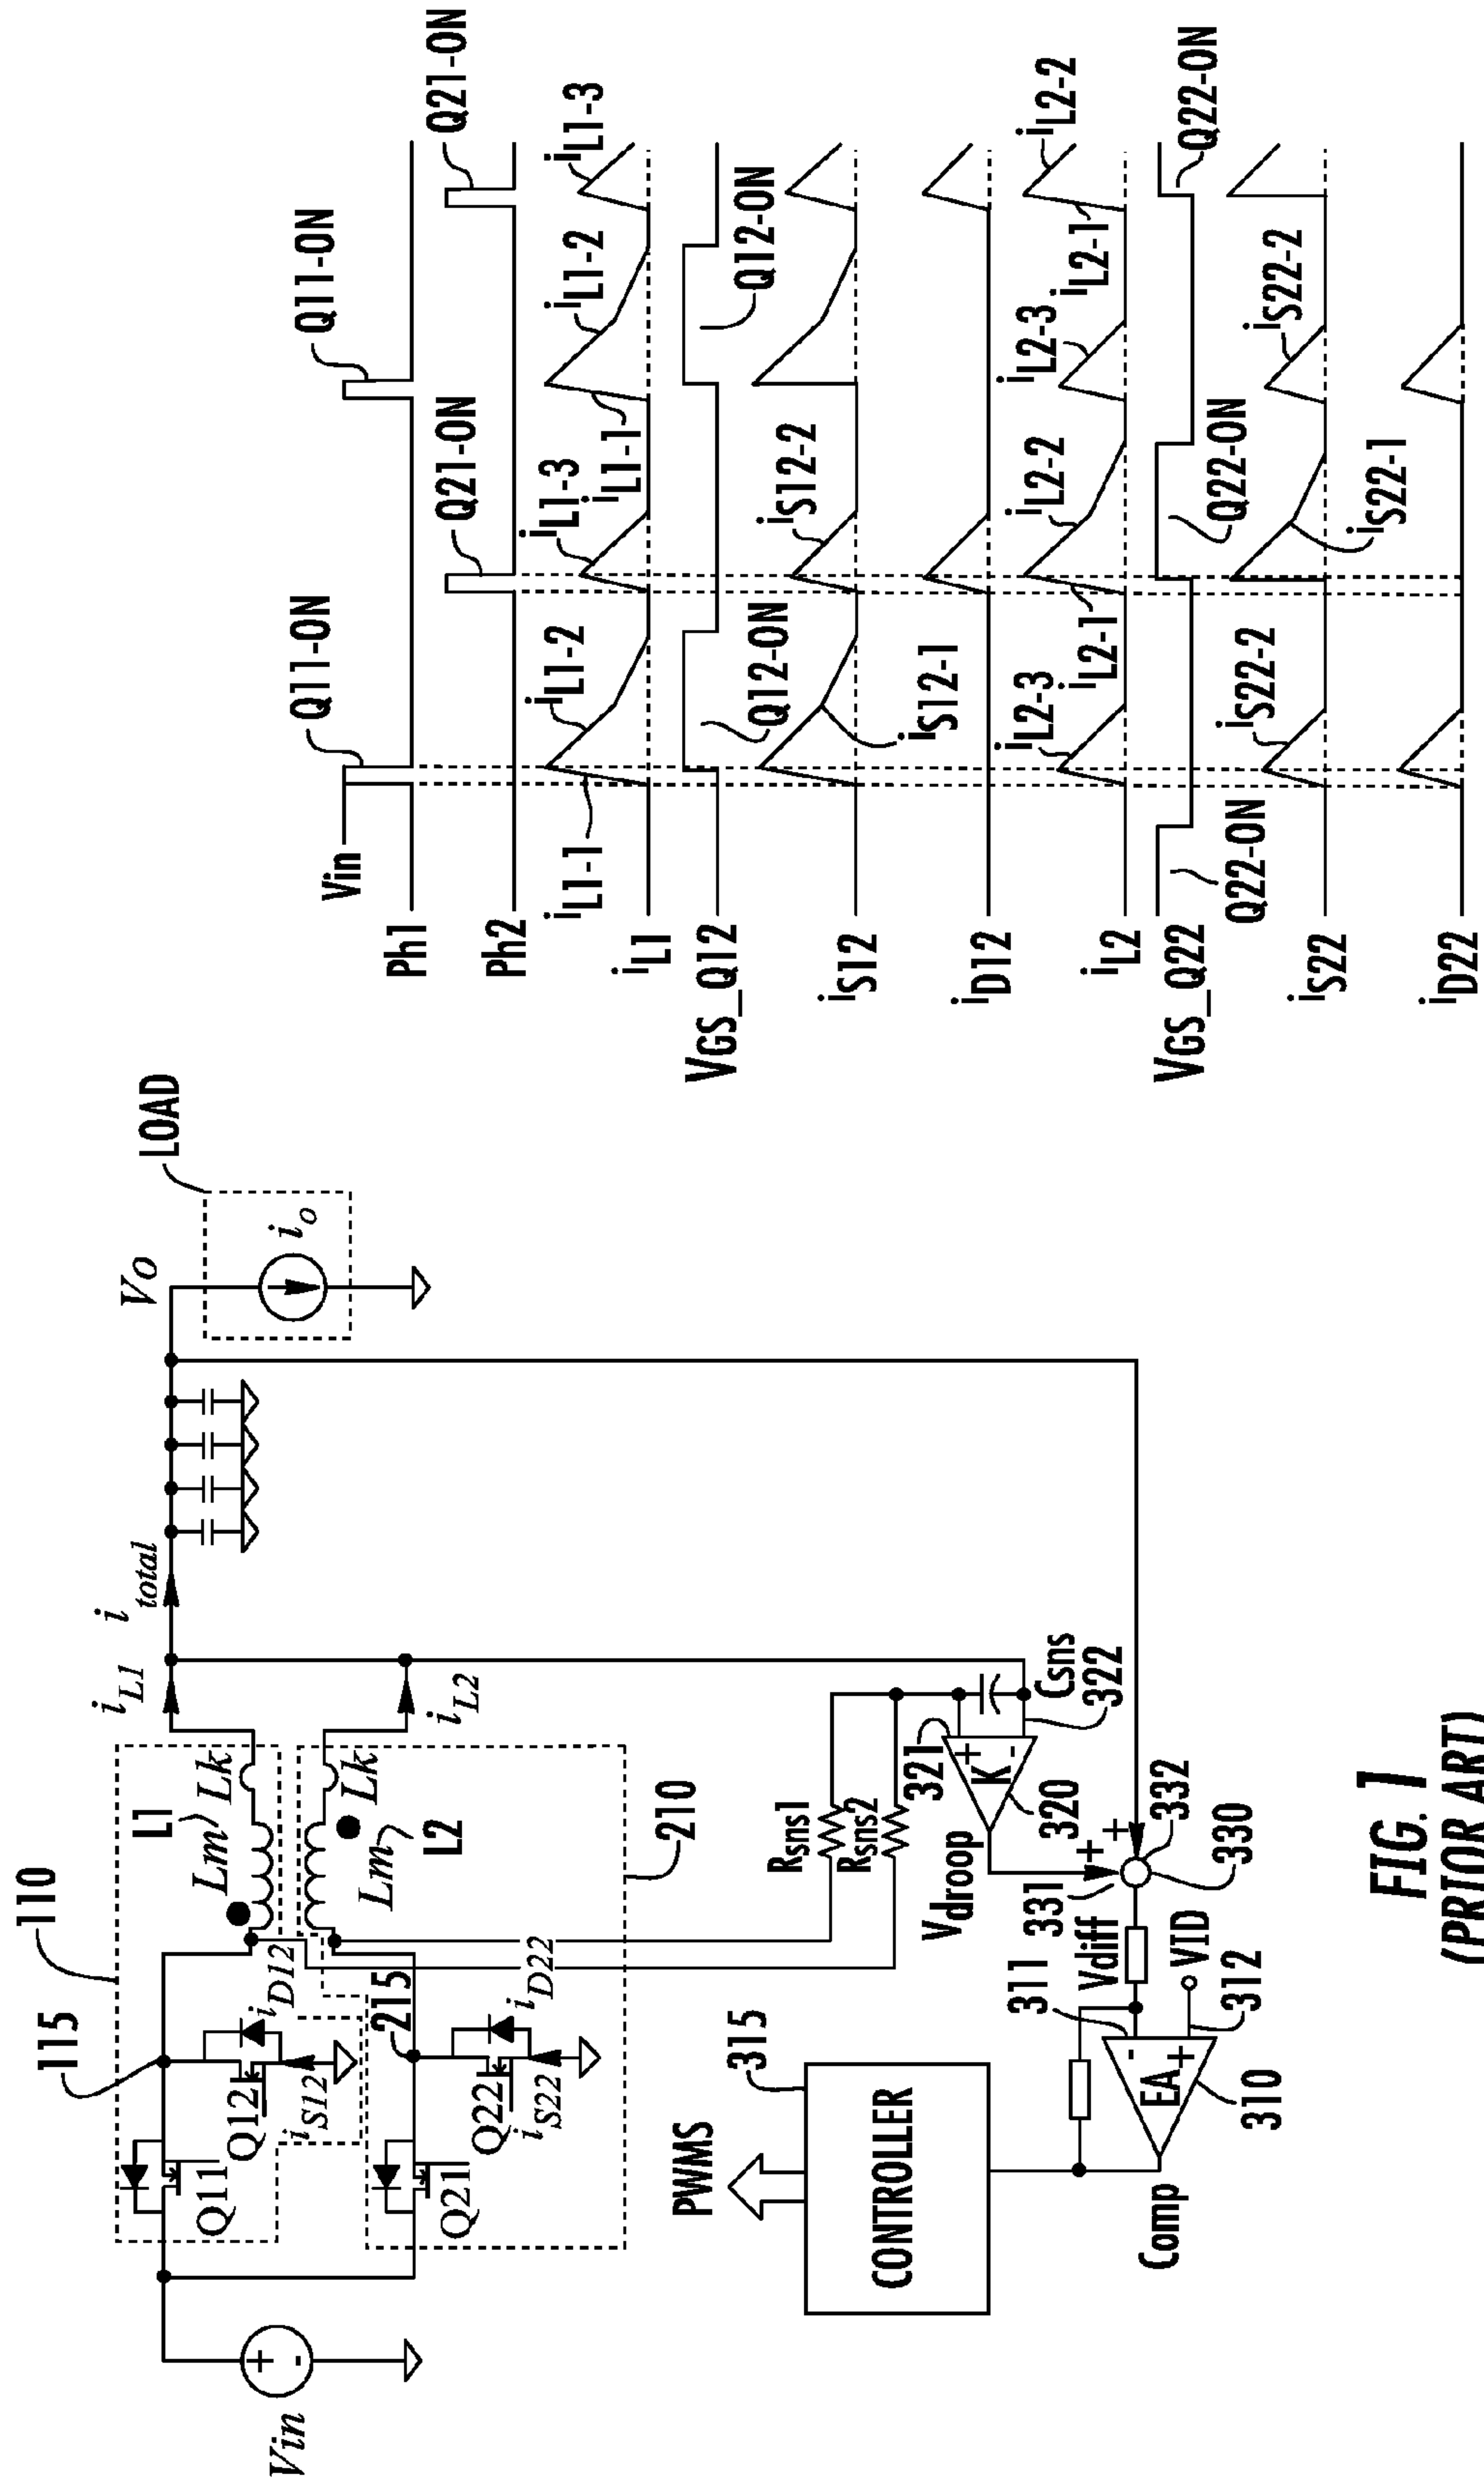 110
115
L1
Lm
Lk
iL1
i total
Vo
LOAD
io
Vin
Q11
Q12
iS12
iD12
215
Q21
Q22
iS22
iD22
Lm
Lk
L2
iL2
210
315
PWMS
CONTROLLER
Comp
EA
-
+
310
311
312
VID
Vdiff
331
330
332
+
+
Vdroop
320
K
+
-
321
322
Csns
Rsns1
Rsns2
+
-
Vin
Ph1
Q11-ON
Q11-ON
Ph2
Q21-ON
Q21-ON
iL1
iL1-1
iL1-2
iL1-3
iL1-1
iL1-2
iL1-3
VGS_Q12
Q12-ON
Q12-ON
iS12
iS12-1
iS12-2
iD12
iL2
iL2-3
iL2-1
iL2-2
iL2-3
iL2-1
iL2-2
VGS_Q22
Q22-ON
Q22-ON
Q22-ON
iS22
iS22-2
iS22-1
iS22-2
iD22
FIG. 1
(PRIOR ART)